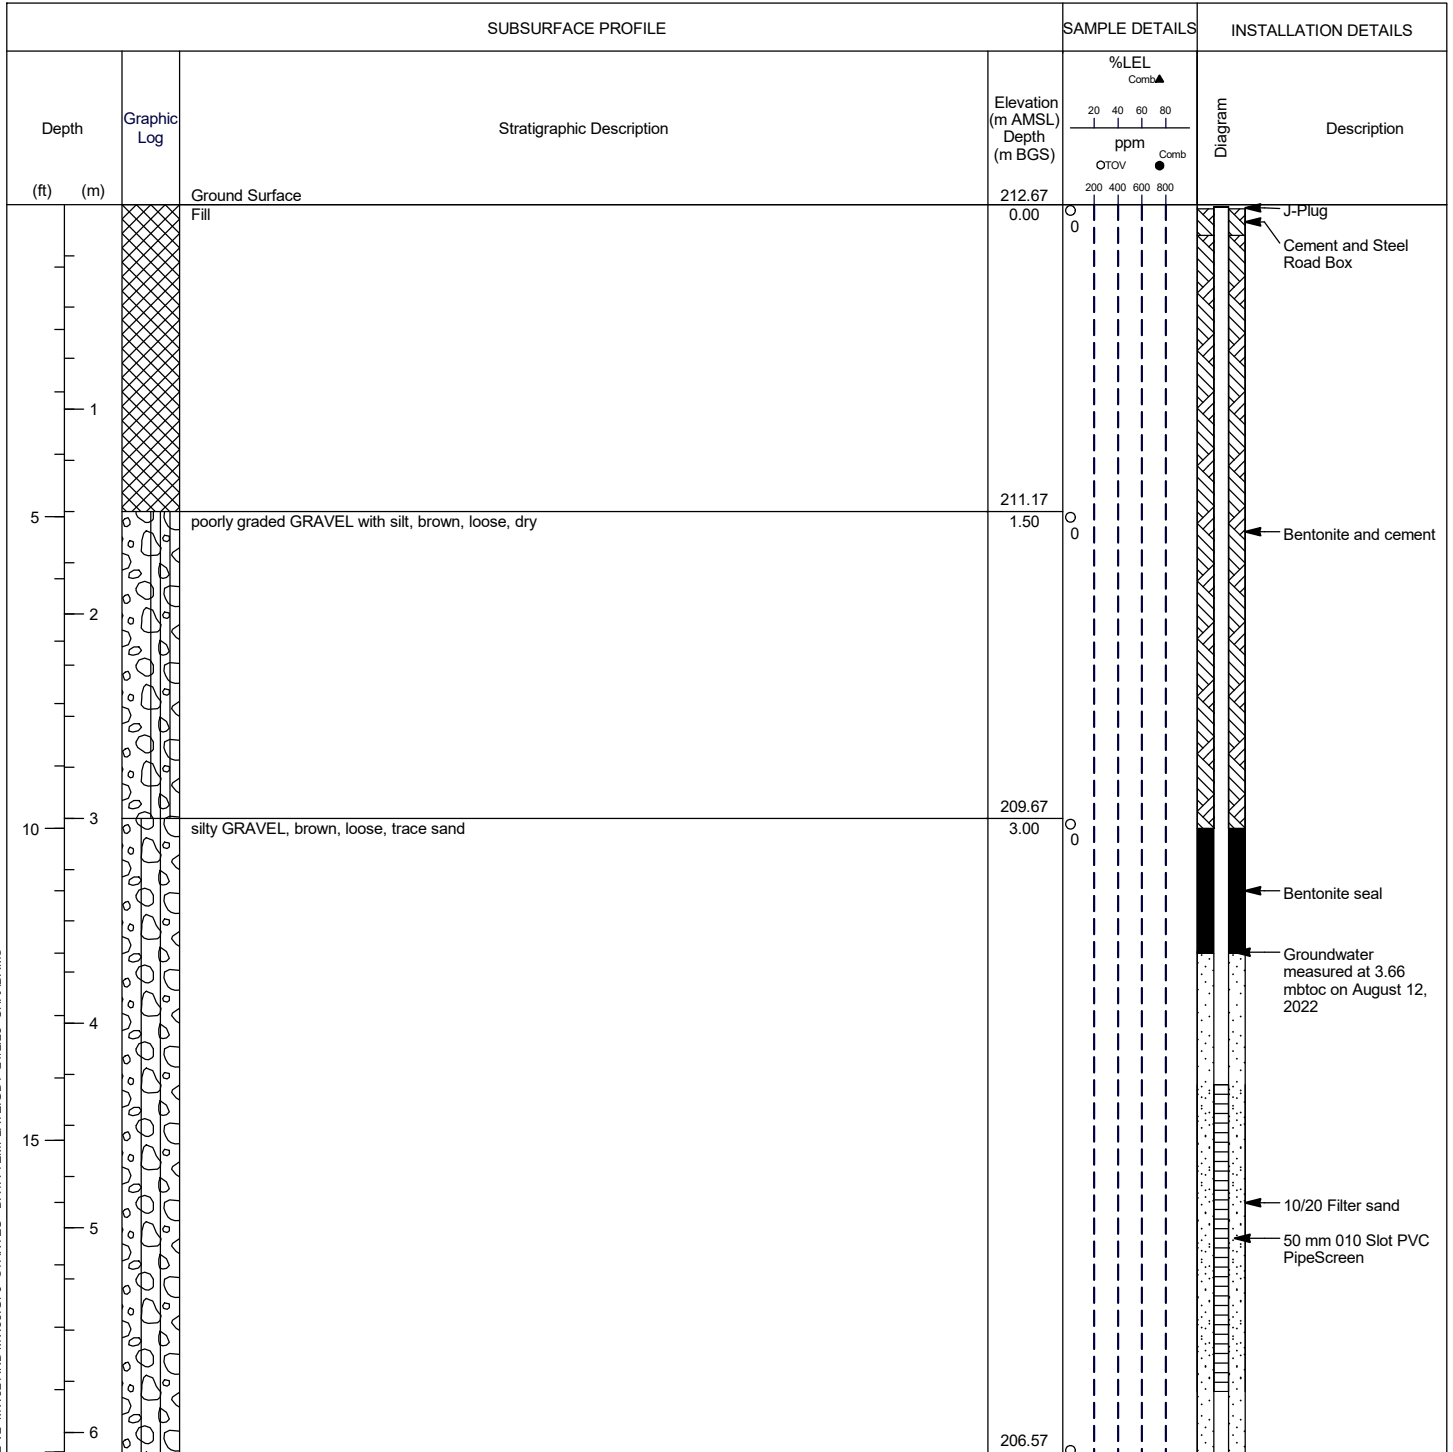 SUBSURFACE PROFILE
SAMPLE DETAILS
INSTALLATION DETAILS
Depth
(ft) (m)
Graphic
Log
Stratigraphic Description
Elevation
(m AMSL)
Depth
(m BGS)
%LEL
Comb▲
20 40 60 80
ppm
Comb
OTOV ●
200 400 600 800
Diagram
Description
Ground Surface
212.67
Fill
0.00
0
J-Plug
Cement and Steel
Road Box
1
211.17
5
poorly graded GRAVEL with silt, brown, loose, dry
1.50
0
Bentonite and cement
2
209.67
3
10
silty GRAVEL, brown, loose, trace sand
3.00
0
Bentonite seal
Groundwater
measured at 3.66
mbtoc on August 12,
2022
4
15
10/20 Filter sand
5
50 mm 010 Slot PVC
PipeScreen
6
206.57